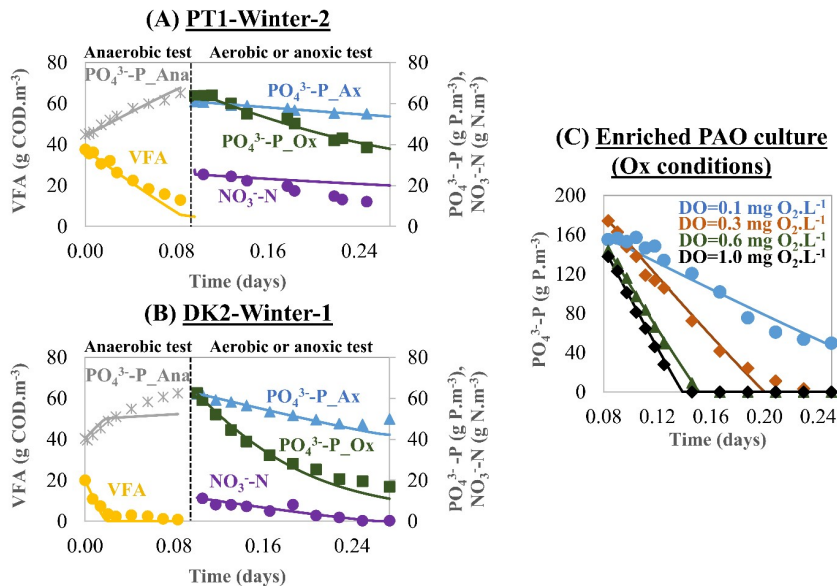 (A) PT1-Winter-2
Anaerobic test Aerobic or anoxic test
80 80
60 60
40 40
20 20
0 0
0.00 0.08 0.16 0.24
VFA (g COD.m³)
PO₄³⁻-P (g P.m⁻³),
NO₃⁻-N (g N.m⁻³)
PO₄³⁻-P_Ana
PO₄³⁻-P_Ax
VFA
PO₄³⁻-P_Ox
NO₃⁻-N
Time (days)
(B) DK2-Winter-1
Anaerobic test Aerobic or anoxic test
80 80
60 60
40 40
20 20
0 0
0.00 0.08 0.16 0.24
VFA (g COD.m³)
PO₄³⁻-P (g P.m⁻³),
NO₃⁻-N (g N.m⁻³)
PO₄³⁻-P_Ana
PO₄³⁻-P_Ax
PO₄³⁻-P_Ox
VFA
NO₃⁻-N
Time (days)
(C) Enriched PAO culture
(Ox conditions)
200
160
120
80
40
0
0.08 0.12 0.16 0.20 0.25
PO₄³⁻-P (g P.m⁻³)
DO=0.1 mg O₂.L⁻¹
DO=0.3 mg O₂.L⁻¹
DO=0.6 mg O₂.L⁻¹
DO=1.0 mg O₂.L⁻¹
Time (days)